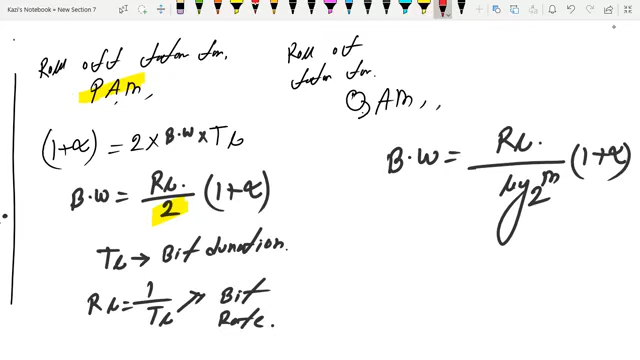 Kazi's Notebook » New Section 7
Roll off factor for
PAM,
(1+α) = 2 × B.W × Tb
B.W = Rb / 2 (1+α)
Tb → Bit duration.
Rb = 1 / Tb » Bit Rate.
Roll off factor for
QAM,,
B.W = Rb / log2 m (1+α)